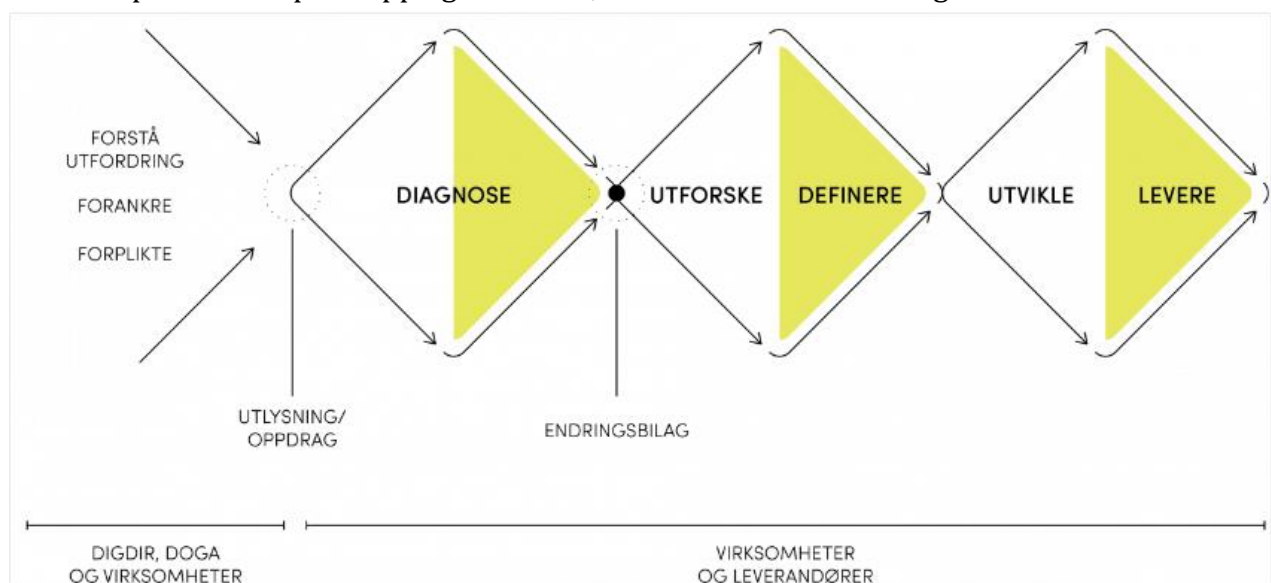 FORSTÅ
UTFORDRING
FORANKRE
FORPLIKTE
DIAGNOSE
UTFORSKE
DEFINERE
UTVIKLE
LEVERE
UTLYSNING/
OPPDRAG
ENDRINGSBILAG
DIGDIR, DOGA
OG VIRKSOMHETER
VIRKSOMHETER
OG LEVERANDØRER